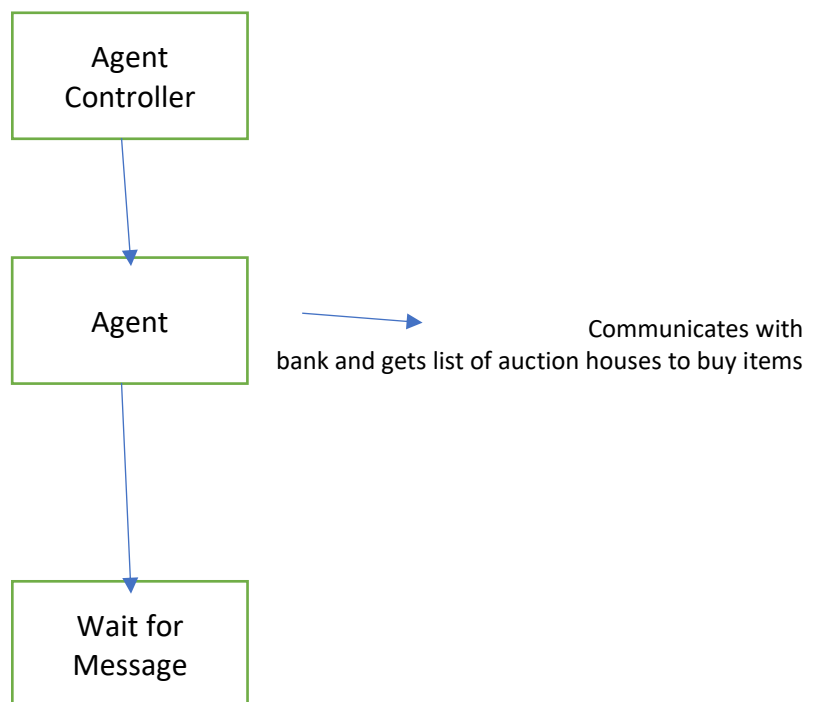 Agent
Controller
Agent
Communicates with
bank and gets list of auction houses to buy items
Wait for
Message